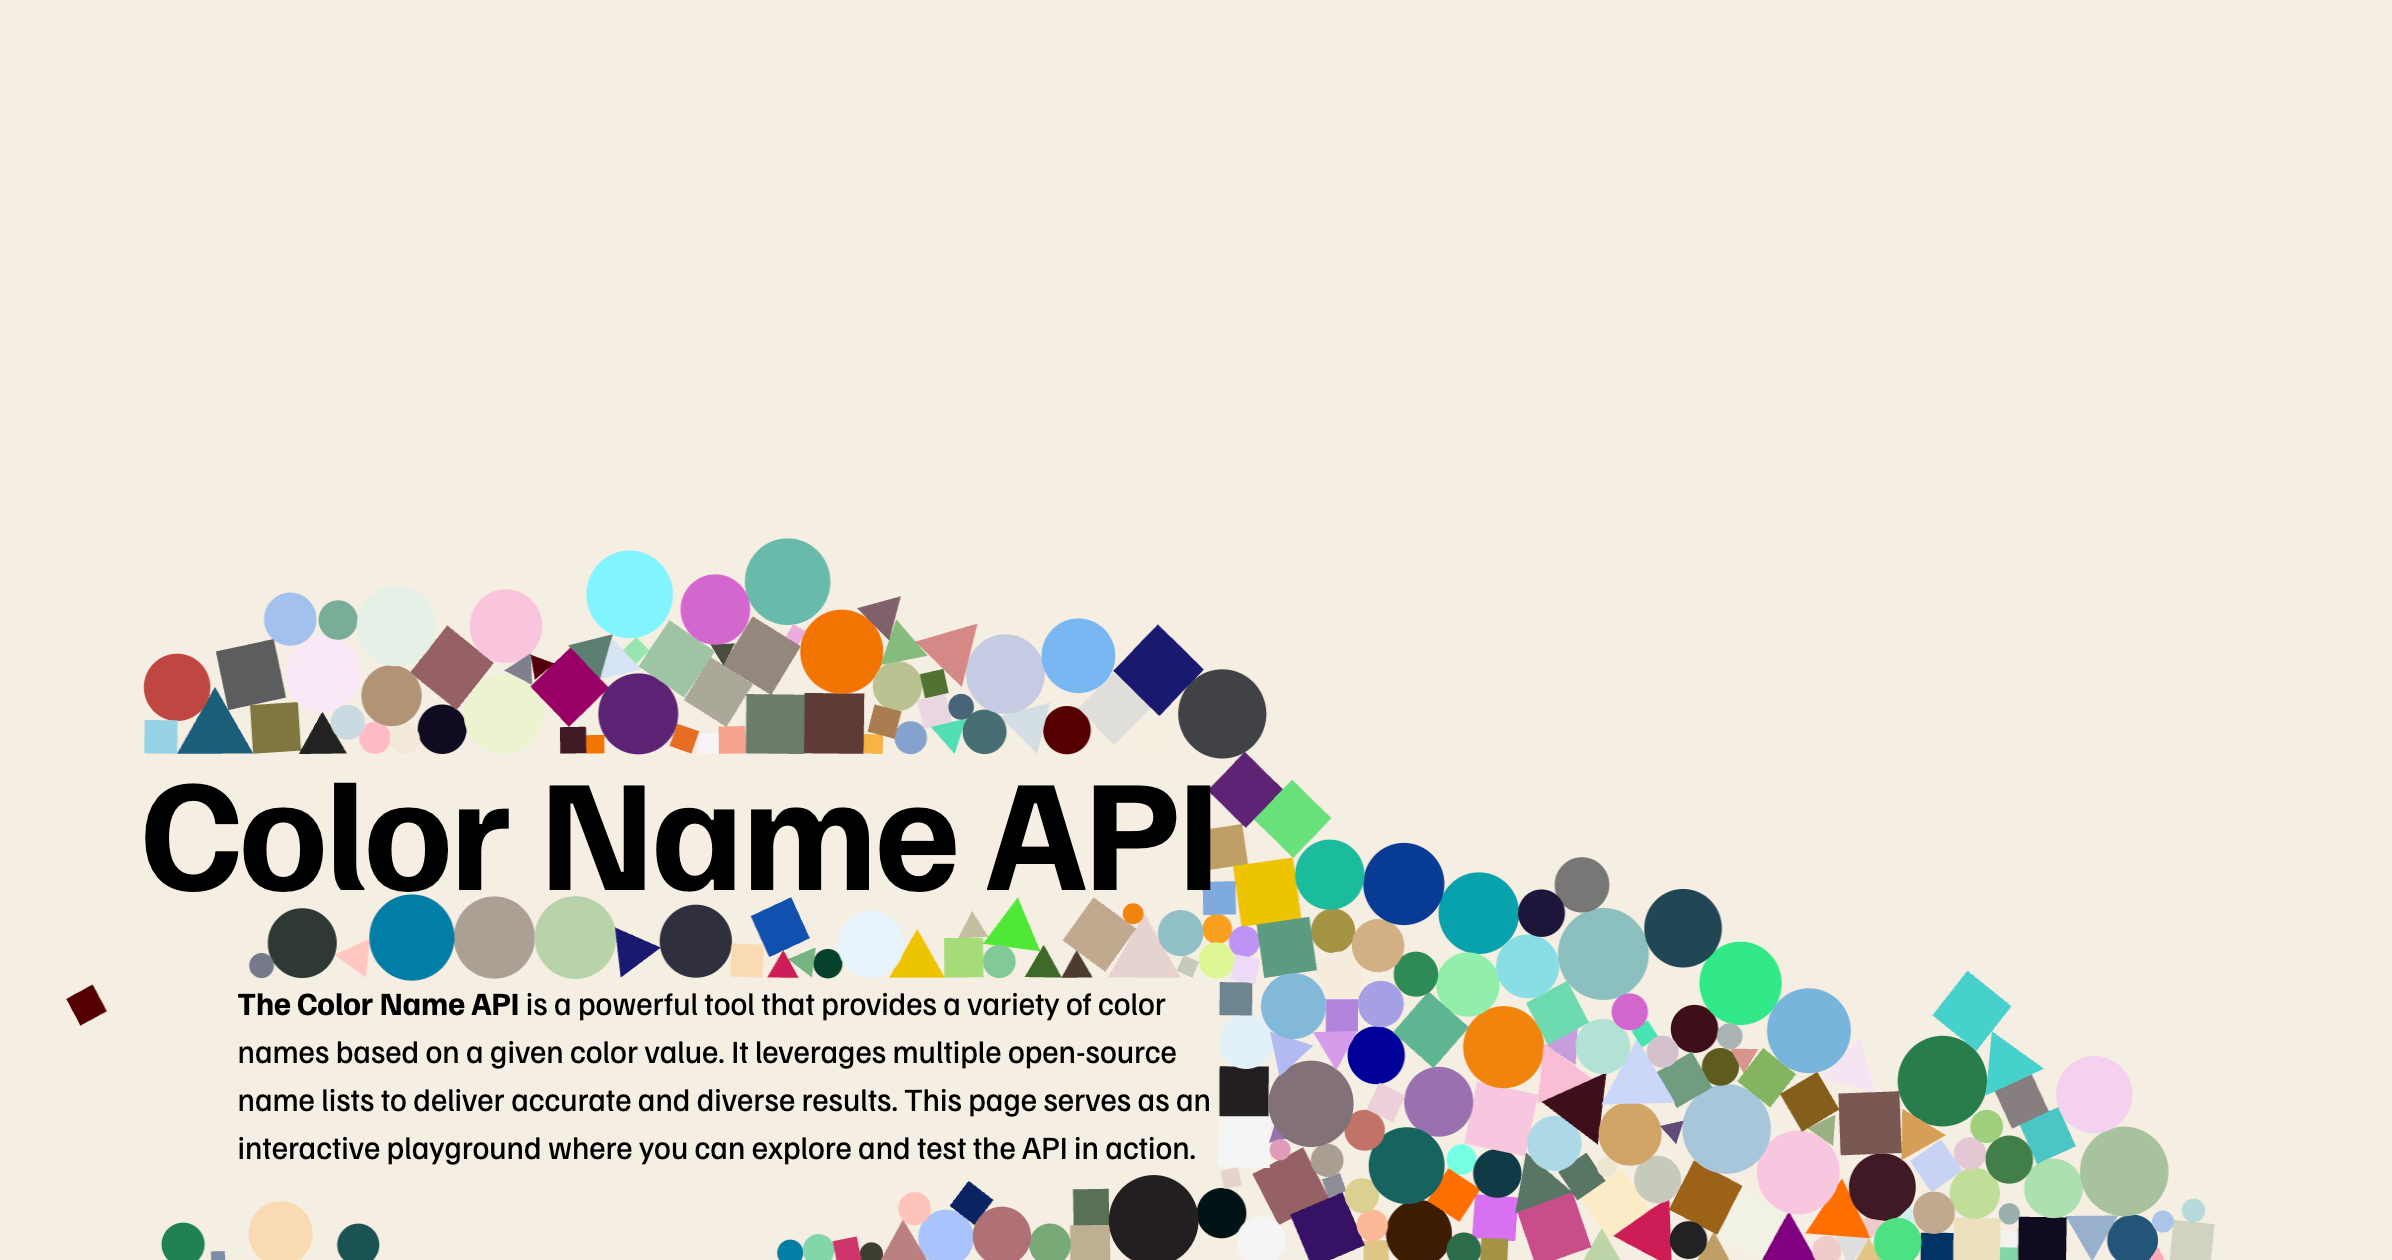 Color Name API
The Color Name API is a powerful tool that provides a variety of color
names based on a given color value. It leverages multiple open-source
name lists to deliver accurate and diverse results. This page serves as an
interactive playground where you can explore and test the API in action.